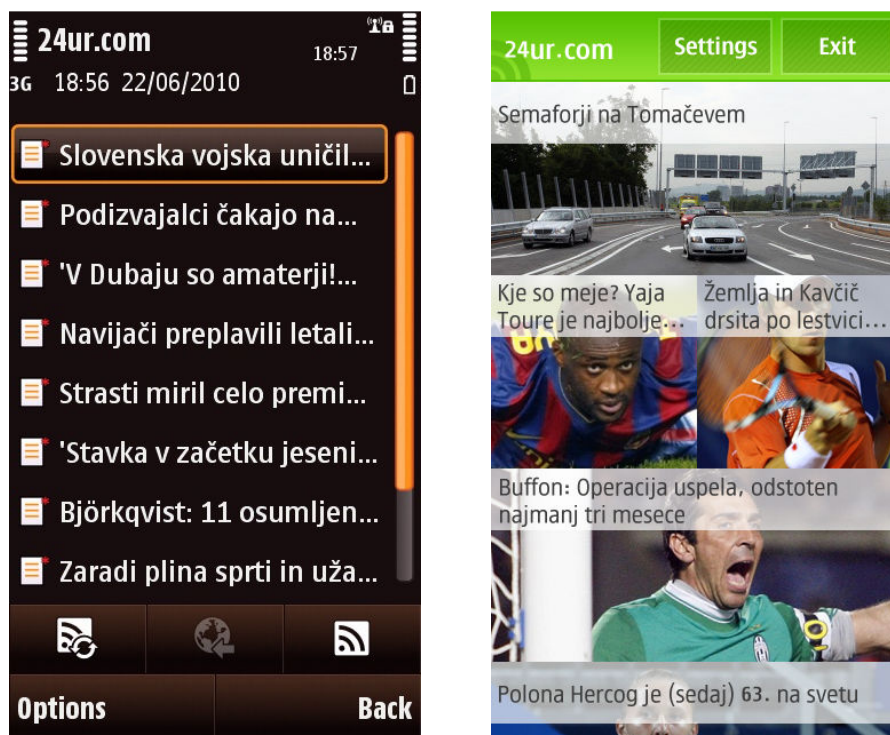 24ur.com
18:57
3G 18:56 22/06/2010
Slovenska vojska uničil...
Podizvajalci čakajo na...
'V Dubaju so amaterji!...
Navijači preplavili letali...
Strasti miril celo premi...
'Stavka v začetku jeseni...
Björkqvist: 11 osumljen...
Zaradi plina sprti in uža...
Options Back
24ur.com Settings Exit
Semaforji na Tomačevem
Kje so meje? Yaja
Toure je najbolje...
Žemlja in Kavčič
drsita po lestvici...
Buffon: Operacija uspela, odstoten
najmanj tri mesece
Polona Hercog je (sedaj) 63. na svetu